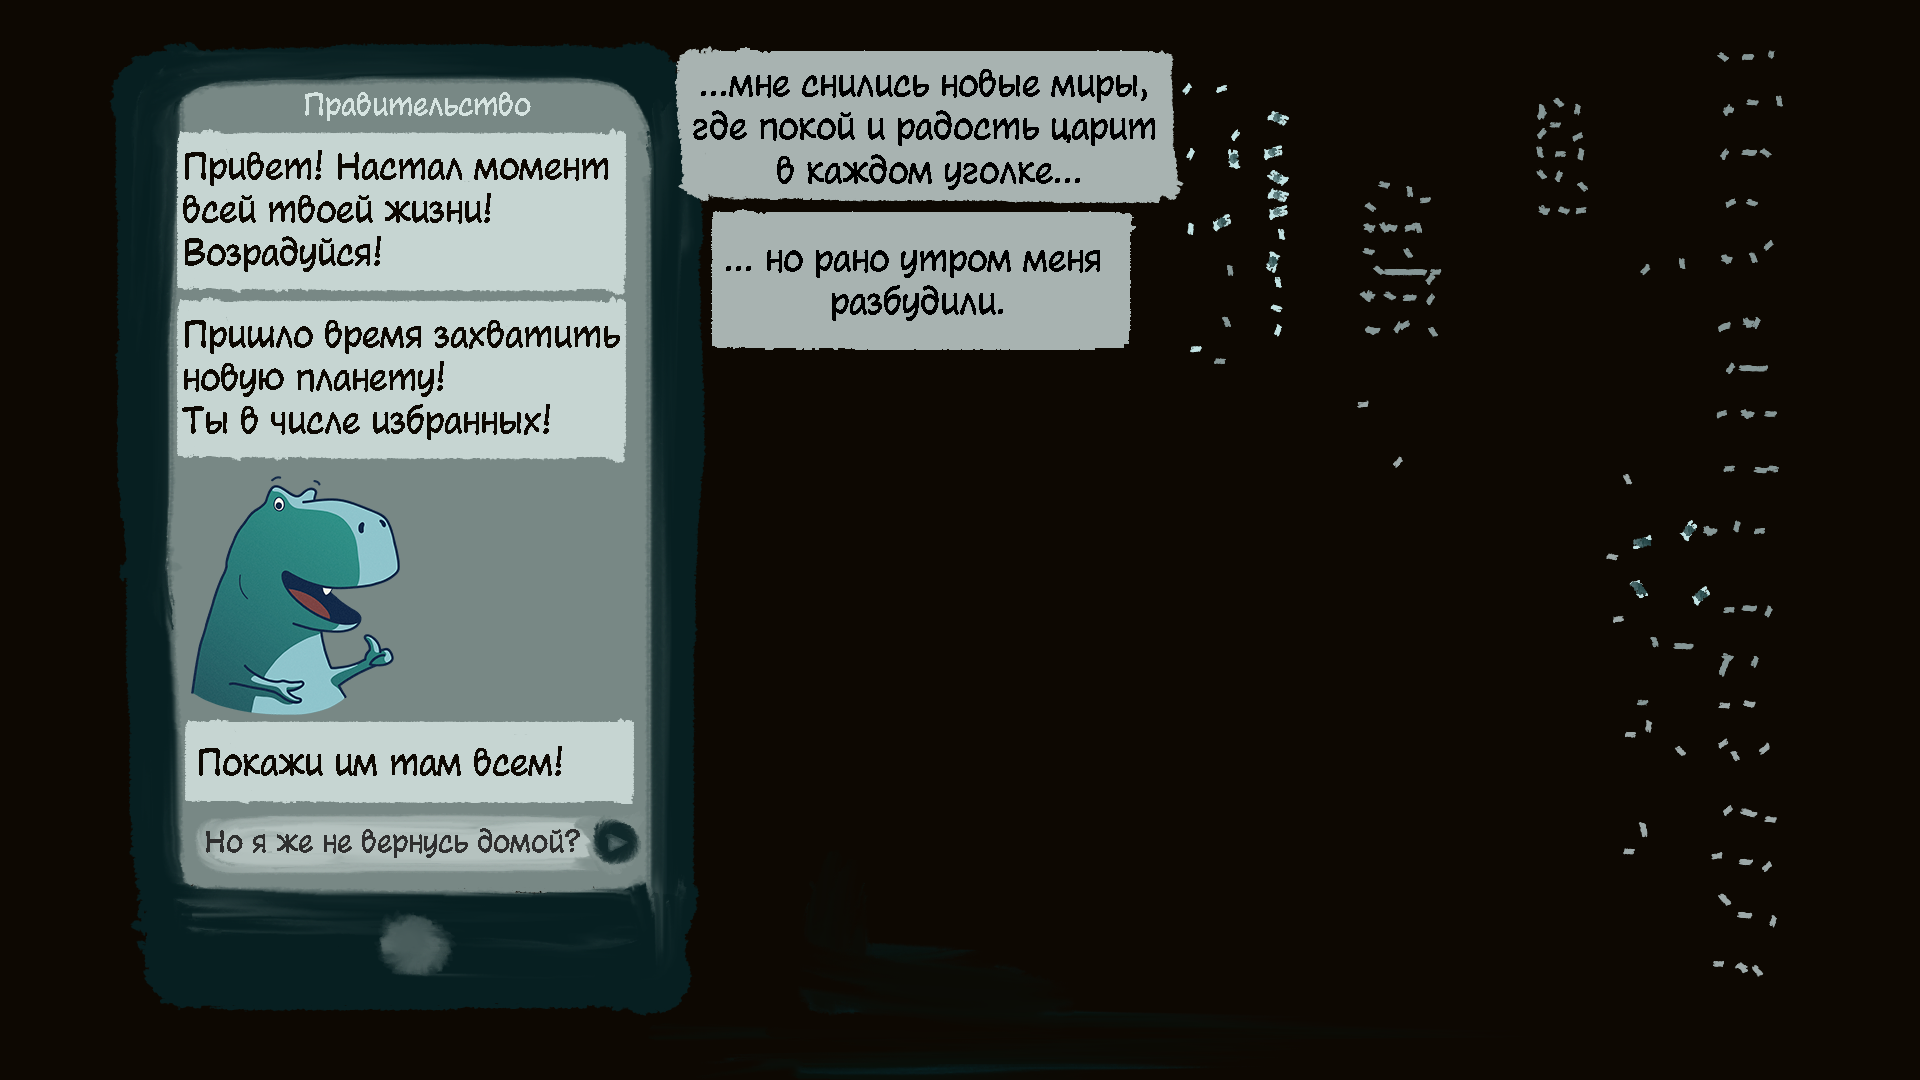 Правительство
Привет! Настал момент
всей твоей жизни!
Возрадуйся!
Пришло время захватить
новую планету!
Ты в числе избранных!
Покажи им там всем!
Но я же не вернусь домой?
...мне снились новые миры,
где покой и радость царит
в каждом уголке...
... но рано утром меня
разбудили.